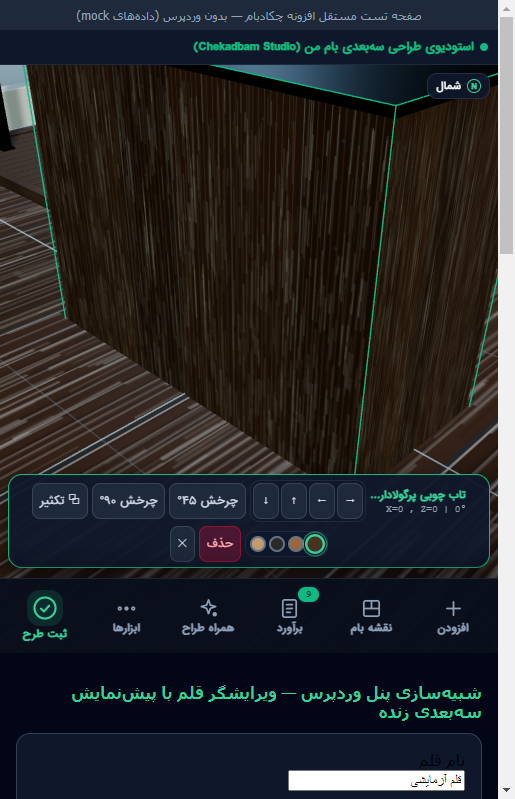 صفحه تست مستقل افزونه چکادبام — بدون وردپرس (داده‌های mock)
استودیوی طراحی سه‌بعدی بام من (Chekadbam Studio)
N شمال
تاب چوبی پرگولادار...
X=0 , Z=0 | 0°
→ ← ↑ ↓
چرخش ۴۵°
چرخش ۹۰°
تکثیر
حذف
×
افزودن
نقشه بام
برآورد
۹
همراه طراح
ابزارها
ثبت طرح
شبیه‌سازی پنل وردپرس — ویرایشگر قلم با پیش‌نمایش
سه‌بعدی زنده
نام قلم
قلم آزمایشی